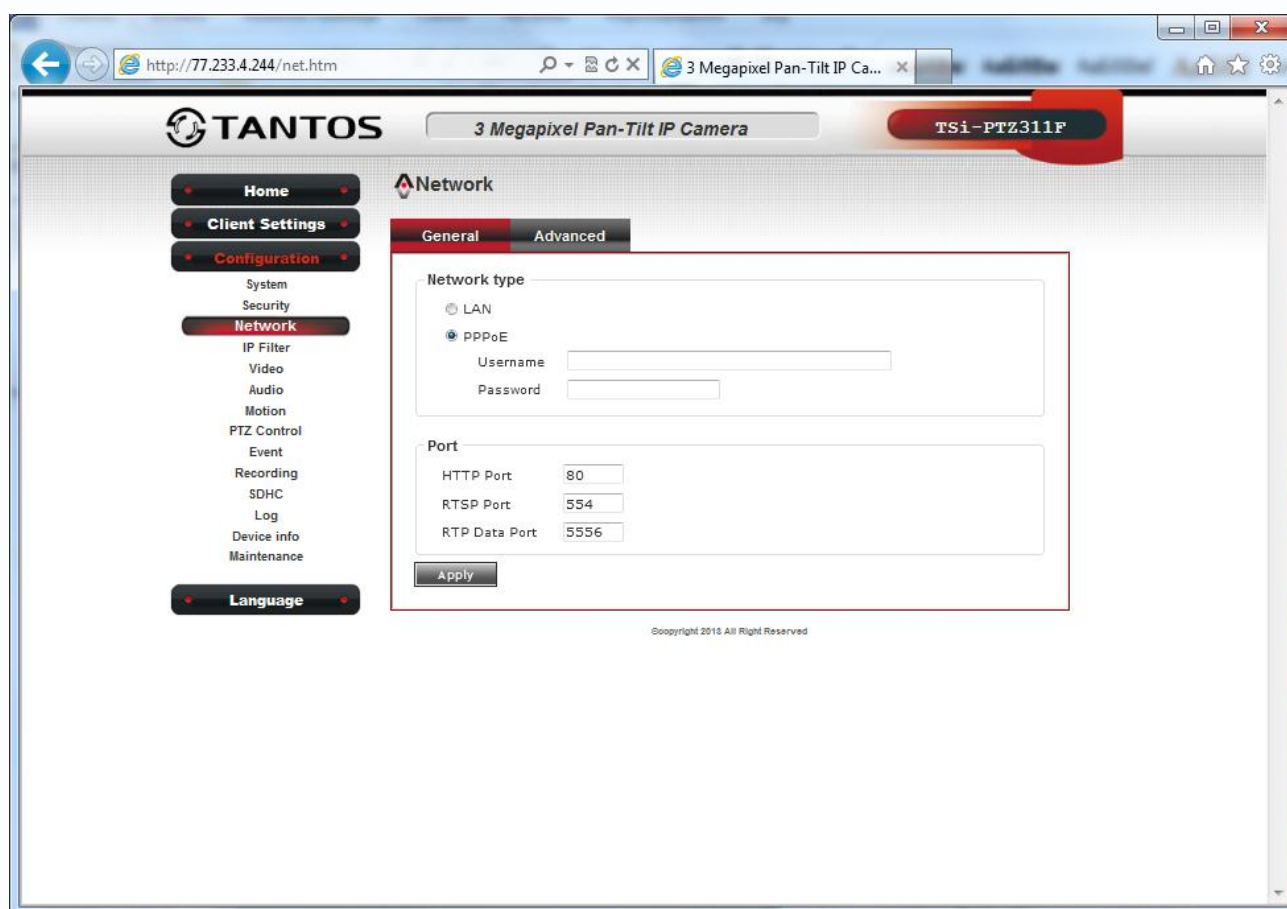 http://77.233.4.244/net.htm
3 Megapixel Pan-Tilt IP Ca...
TANTOS
3 Megapixel Pan-Tilt IP Camera
TSi-PTZ311F
Home
Client Settings
Configuration
System
Security
Network
IP Filter
Video
Audio
Motion
PTZ Control
Event
Recording
SDHC
Log
Device info
Maintenance
Language
Network
General Advanced
Network type
LAN
PPPoE
Username
Password
Port
HTTP Port 80
RTSP Port 554
RTP Data Port 5556
Apply
All Right Reserved